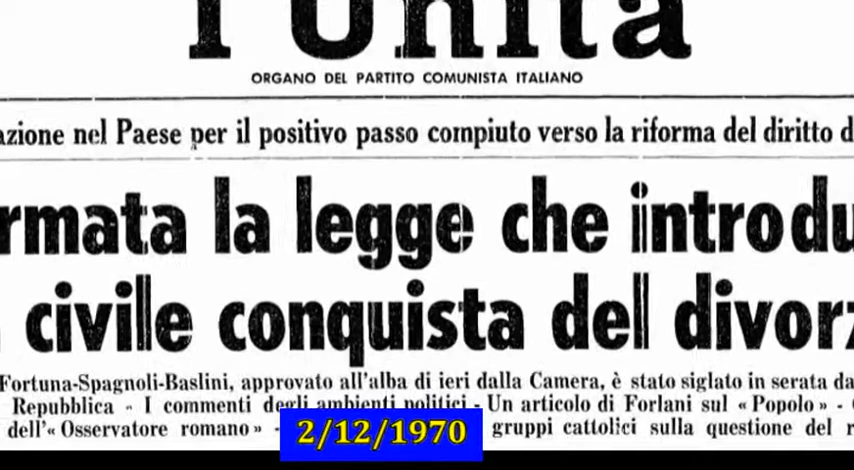 l'Unità
ORGANO DEL PARTITO COMUNISTA ITALIANO
azione nel Paese per il positivo passo compiuto verso la riforma del diritto d
rmata la legge che introdu
civile conquista del divorz
Fortuna-Spagnoli-Baslini, approvato all'alba di ieri dalla Camera, è stato siglato in serata da
Repubblica - I commenti degli ambienti politici - Un articolo di Forlani sul «Popolo» -
dell'«Osservatore romano» - gruppi cattolici sulla questione del
2/12/1970